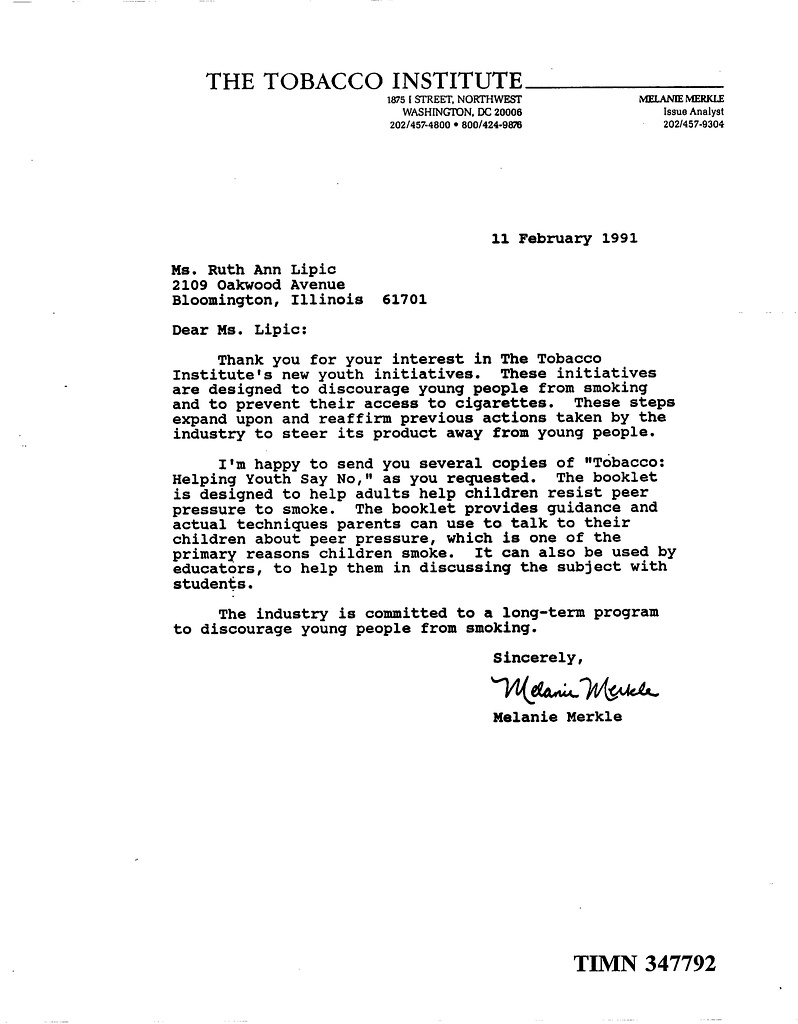 THE TOBACCO INSTITUTE
1875 I STREET, NORTHWEST
WASHINGTON, DC 20006
202/457-4800 • 800/424-9876
MELANIE MERKLE
Issue Analyst
202/457-9304
11 February 1991
Ms. Ruth Ann Lipic
2109 Oakwood Avenue
Bloomington, Illinois 61701
Dear Ms. Lipic:
Thank you for your interest in The Tobacco
Institute's new youth initiatives. These initiatives
are designed to discourage young people from smoking
and to prevent their access to cigarettes. These steps
expand upon and reaffirm previous actions taken by the
industry to steer its product away from young people.
I'm happy to send you several copies of "Tobacco:
Helping Youth Say No," as you requested. The booklet
is designed to help adults help children resist peer
pressure to smoke. The booklet provides guidance and
actual techniques parents can use to talk to their
children about peer pressure, which is one of the
primary reasons children smoke. It can also be used by
educators, to help them in discussing the subject with
students.
The industry is committed to a long-term program
to discourage young people from smoking.
Sincerely,
Melanie Merkle
Melanie Merkle
TIMN 347792